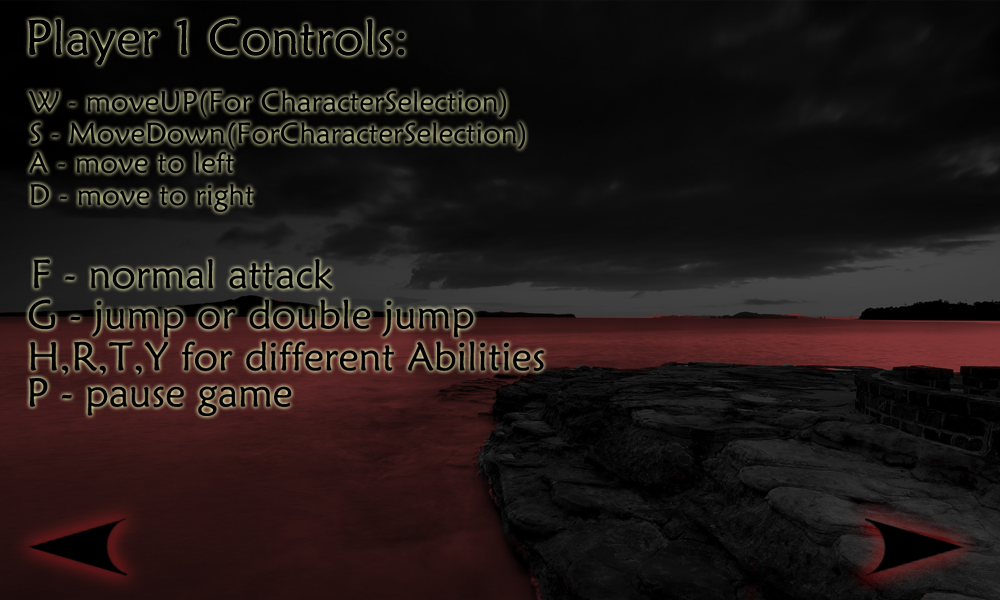 Player 1 Controls:
W - moveUP(For CharacterSelection)
S - MoveDown(ForCharacterSelection)
A - move to left
D - move to right
F - normal attack
G - jump or double jump
H,R,T,Y for different Abilities
P - pause game